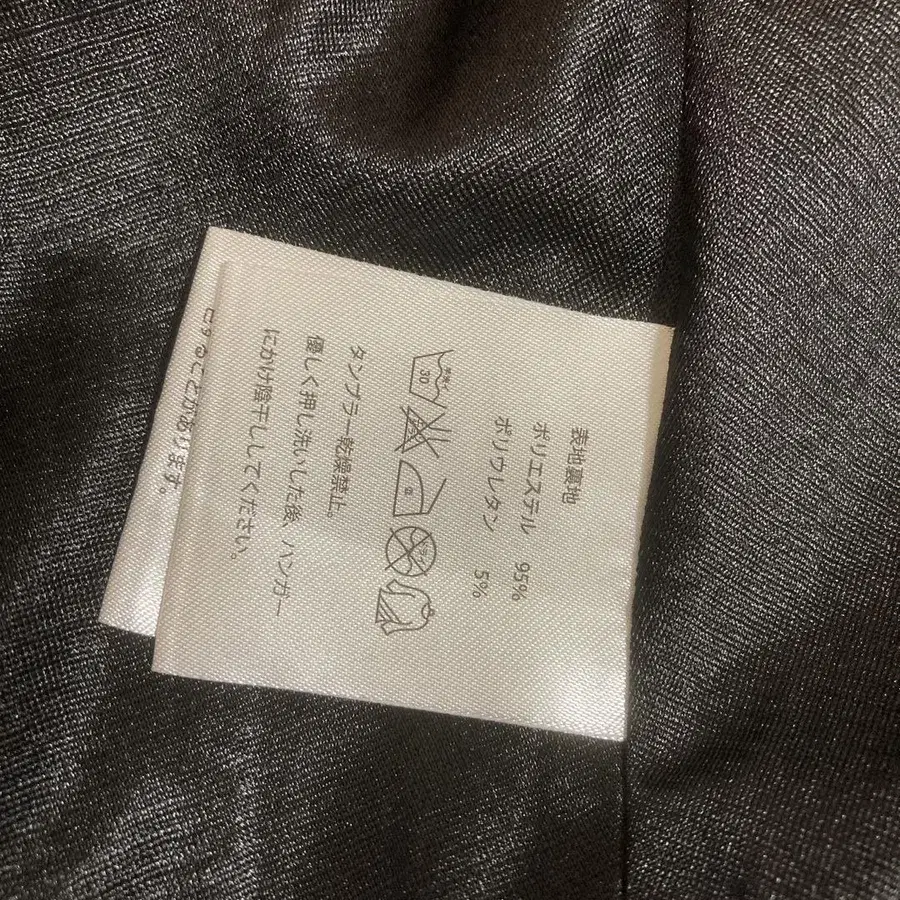 表地裏地
ポリエステル 95%
ポリウレタン 5%
30
タンブラー乾燥禁止。
優しく押し洗いした後、ハンガー
にかけ陰干ししてください。
とすることがあります。